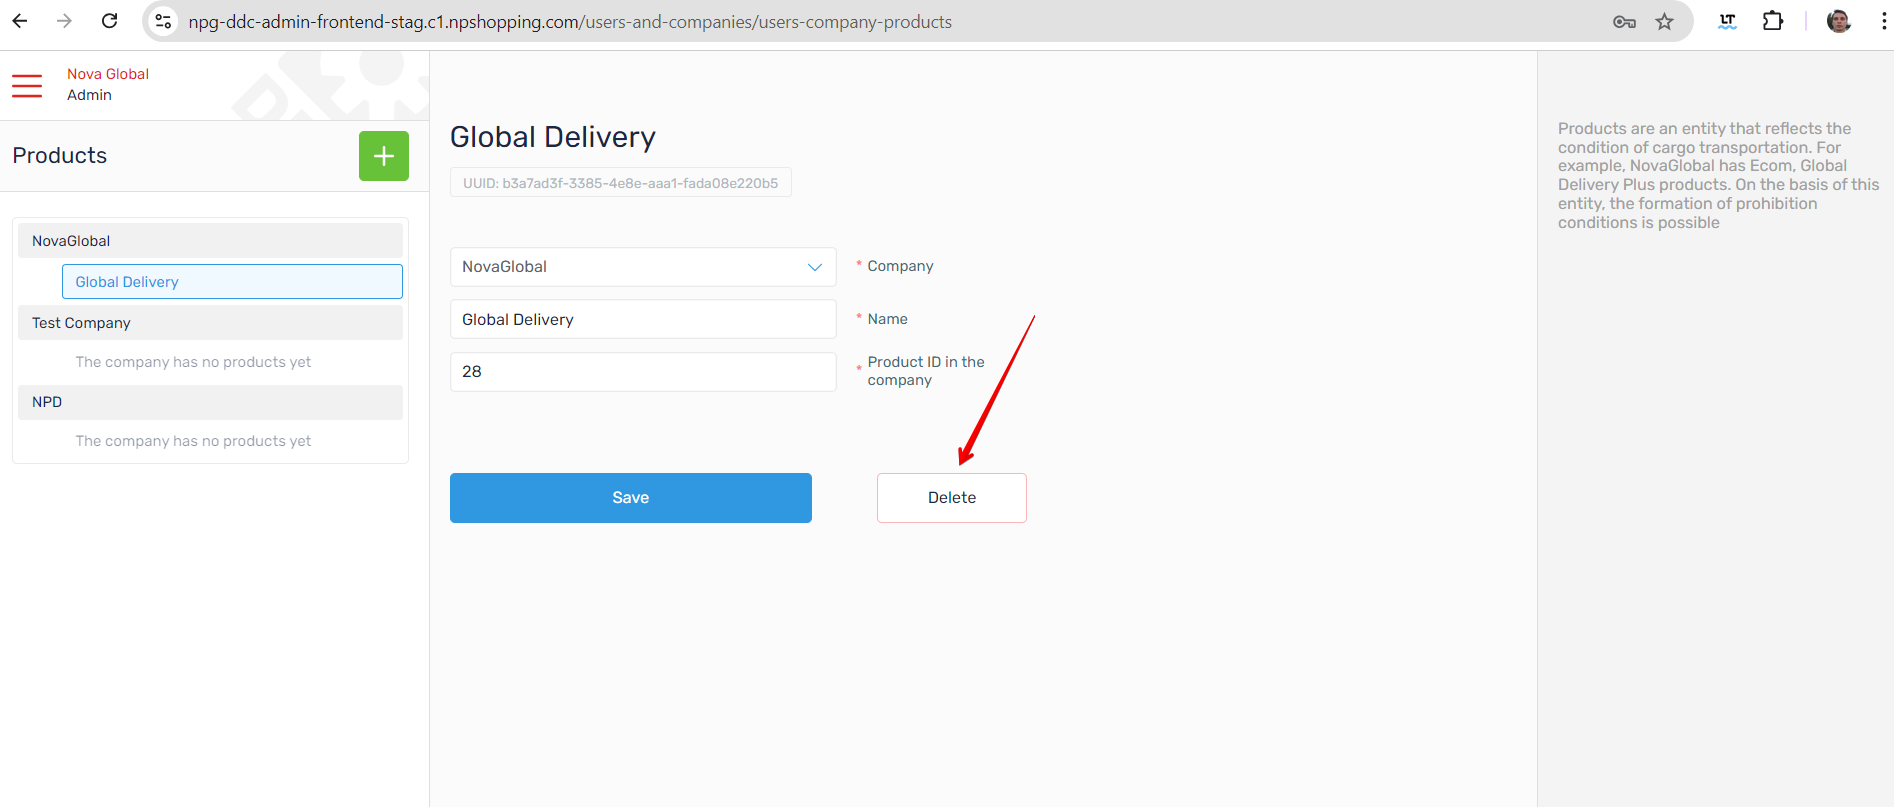 npg-ddc-admin-frontend-stag.c1.npshopping.com/users-and-companies/users-company-products
LT
Nova Global
Admin
Products
NovaGlobal
Global Delivery
Test Company
The company has no products yet
NPD
The company has no products yet
Global Delivery
UUID: b3a7ad3f-3385-4e8e-aaa1-fada08e220b5
NovaGlobal
* Company
Global Delivery
* Name
28
* Product ID in the
company
Save
Delete
Products are an entity that reflects the
condition of cargo transportation. For
example, NovaGlobal has Ecom, Global
Delivery Plus products. On the basis of this
entity, the formation of prohibition
conditions is possible